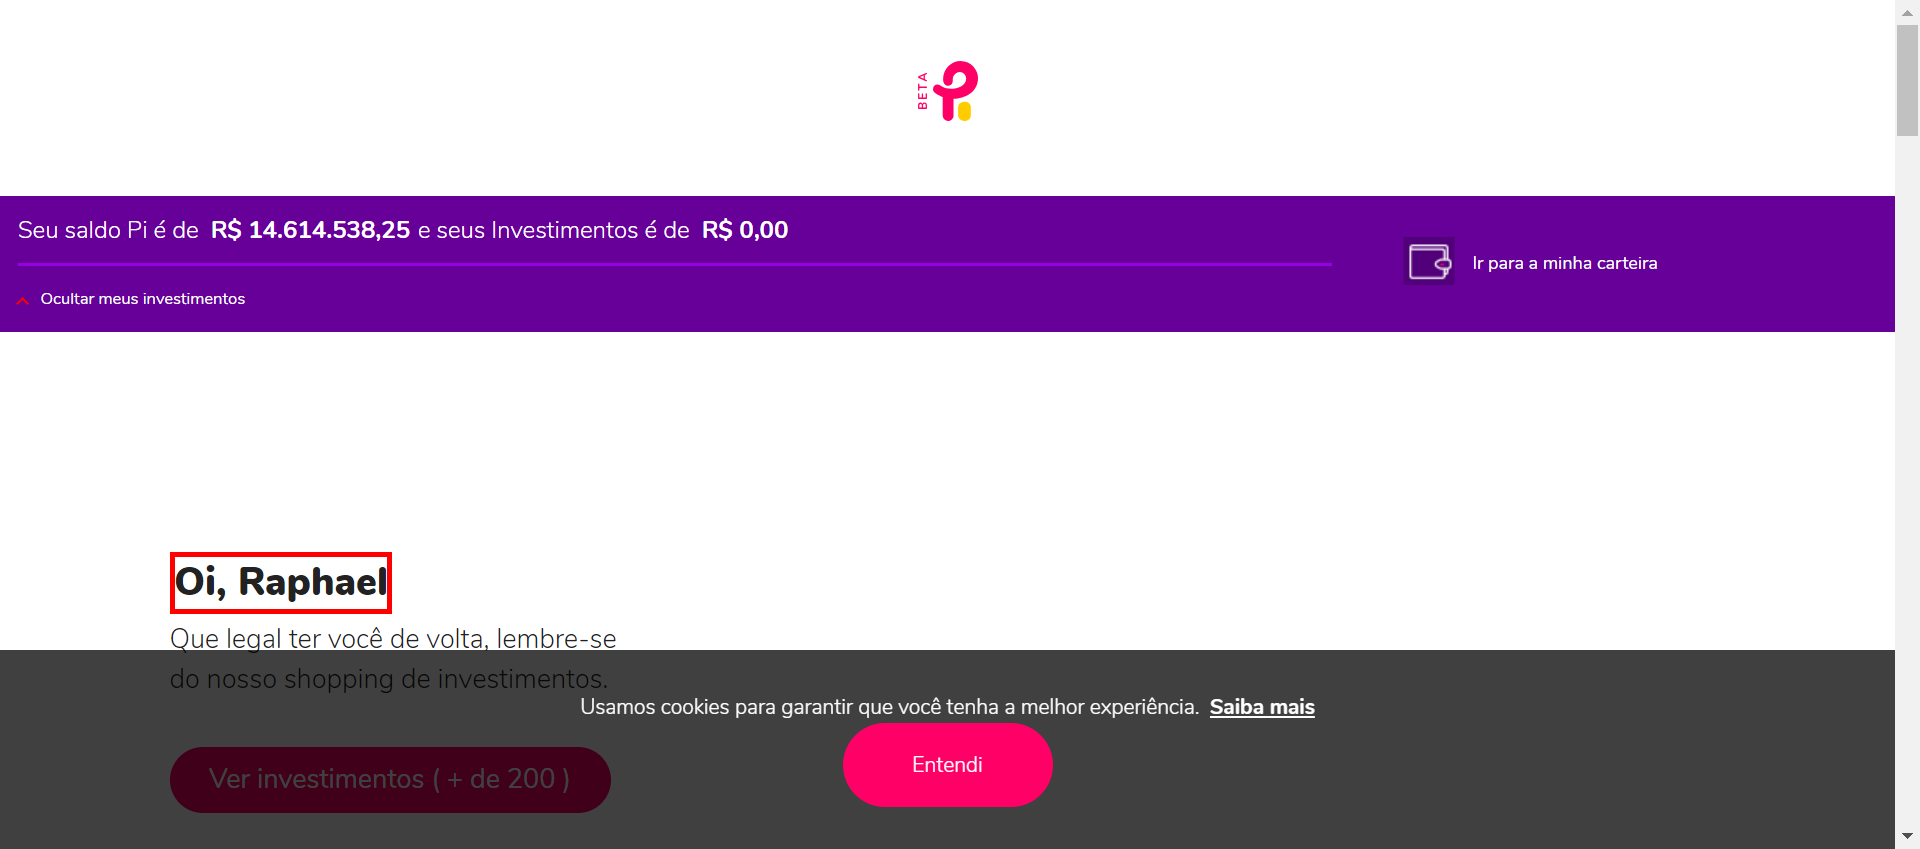 BETA
Seu saldo Pi é de R$ 14.614.538,25 e seus Investimentos é de R$ 0,00
Ir para a minha carteira
Ocultar meus investimentos
Oi, Raphael
Que legal ter você de volta, lembre-se
do nosso shopping de investimentos.
Usamos cookies para garantir que você tenha a melhor experiência. Saiba mais
Entendi
Ver investimentos ( + de 200 )